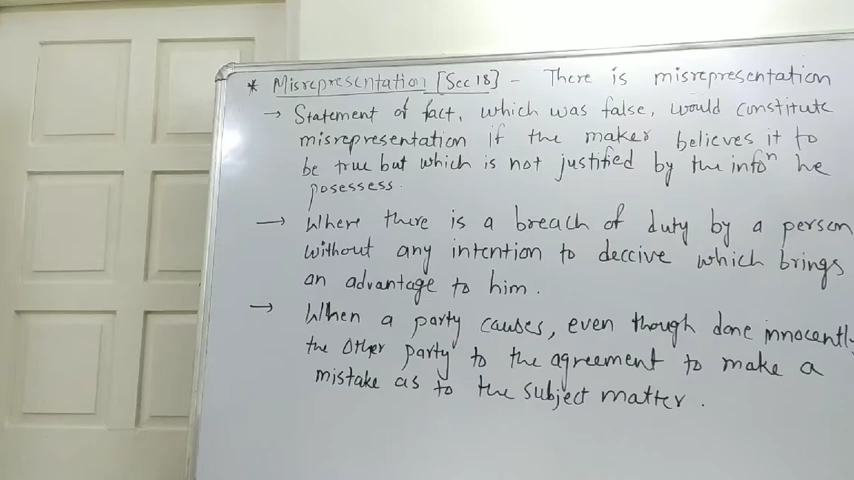 * Misrepresentation [Sec 18] - There is misrepresentation
→ Statement of fact, which was false, would constitute
misrepresentation if the maker believes it to
be true but which is not justified by the infoⁿ he
posessess.
→ Where there is a breach of duty by a person
without any intention to deceive which brings
an advantage to him.
→ When a party causes, even though done innocently,
the other party to the agreement to make a
mistake as to the subject matter.